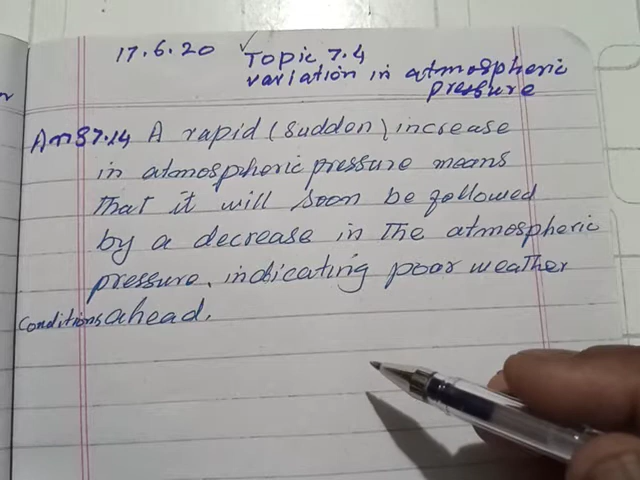 17.6.20 Topic 7.4
variation in atmospheric
pressure
Ans 7.14 A rapid (sudden) increase
in atmospheric pressure means
that it will soon be followed
by a decrease in the atmospheric
pressure, indicating poor weather
conditions ahead.